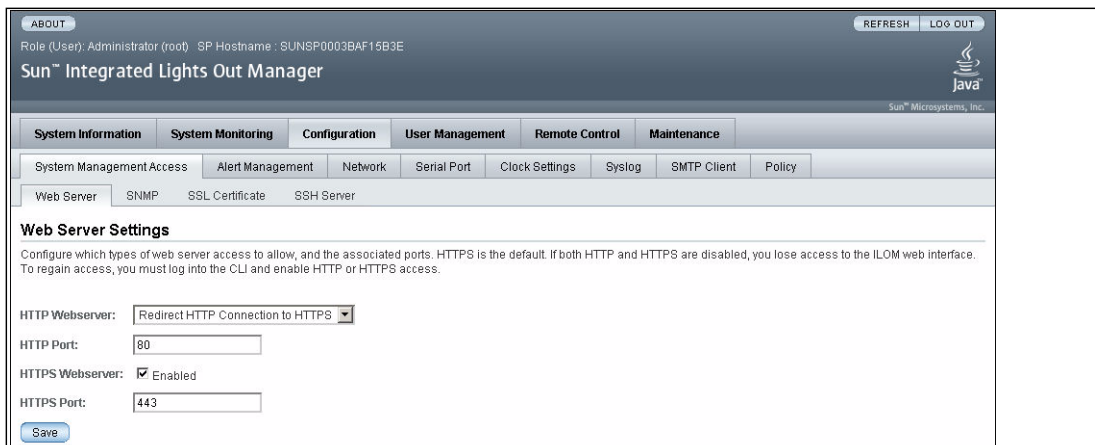 ABOUT
REFRESH LOG OUT
Role (User): Administrator (root) SP Hostname : SUNSP0003BAF15B3E
Sun™ Integrated Lights Out Manager
Java™
Sun™ Microsystems, Inc.
System Information System Monitoring Configuration User Management Remote Control Maintenance
System Management Access Alert Management Network Serial Port Clock Settings Syslog SMTP Client Policy
Web Server SNMP SSL Certificate SSH Server
Web Server Settings
Configure which types of web server access to allow, and the associated ports. HTTPS is the default. If both HTTP and HTTPS are disabled, you lose access to the ILOM web interface.
To regain access, you must log into the CLI and enable HTTP or HTTPS access.
HTTP Webserver: Redirect HTTP Connection to HTTPS
HTTP Port: 80
HTTPS Webserver: Enabled
HTTPS Port: 443
Save